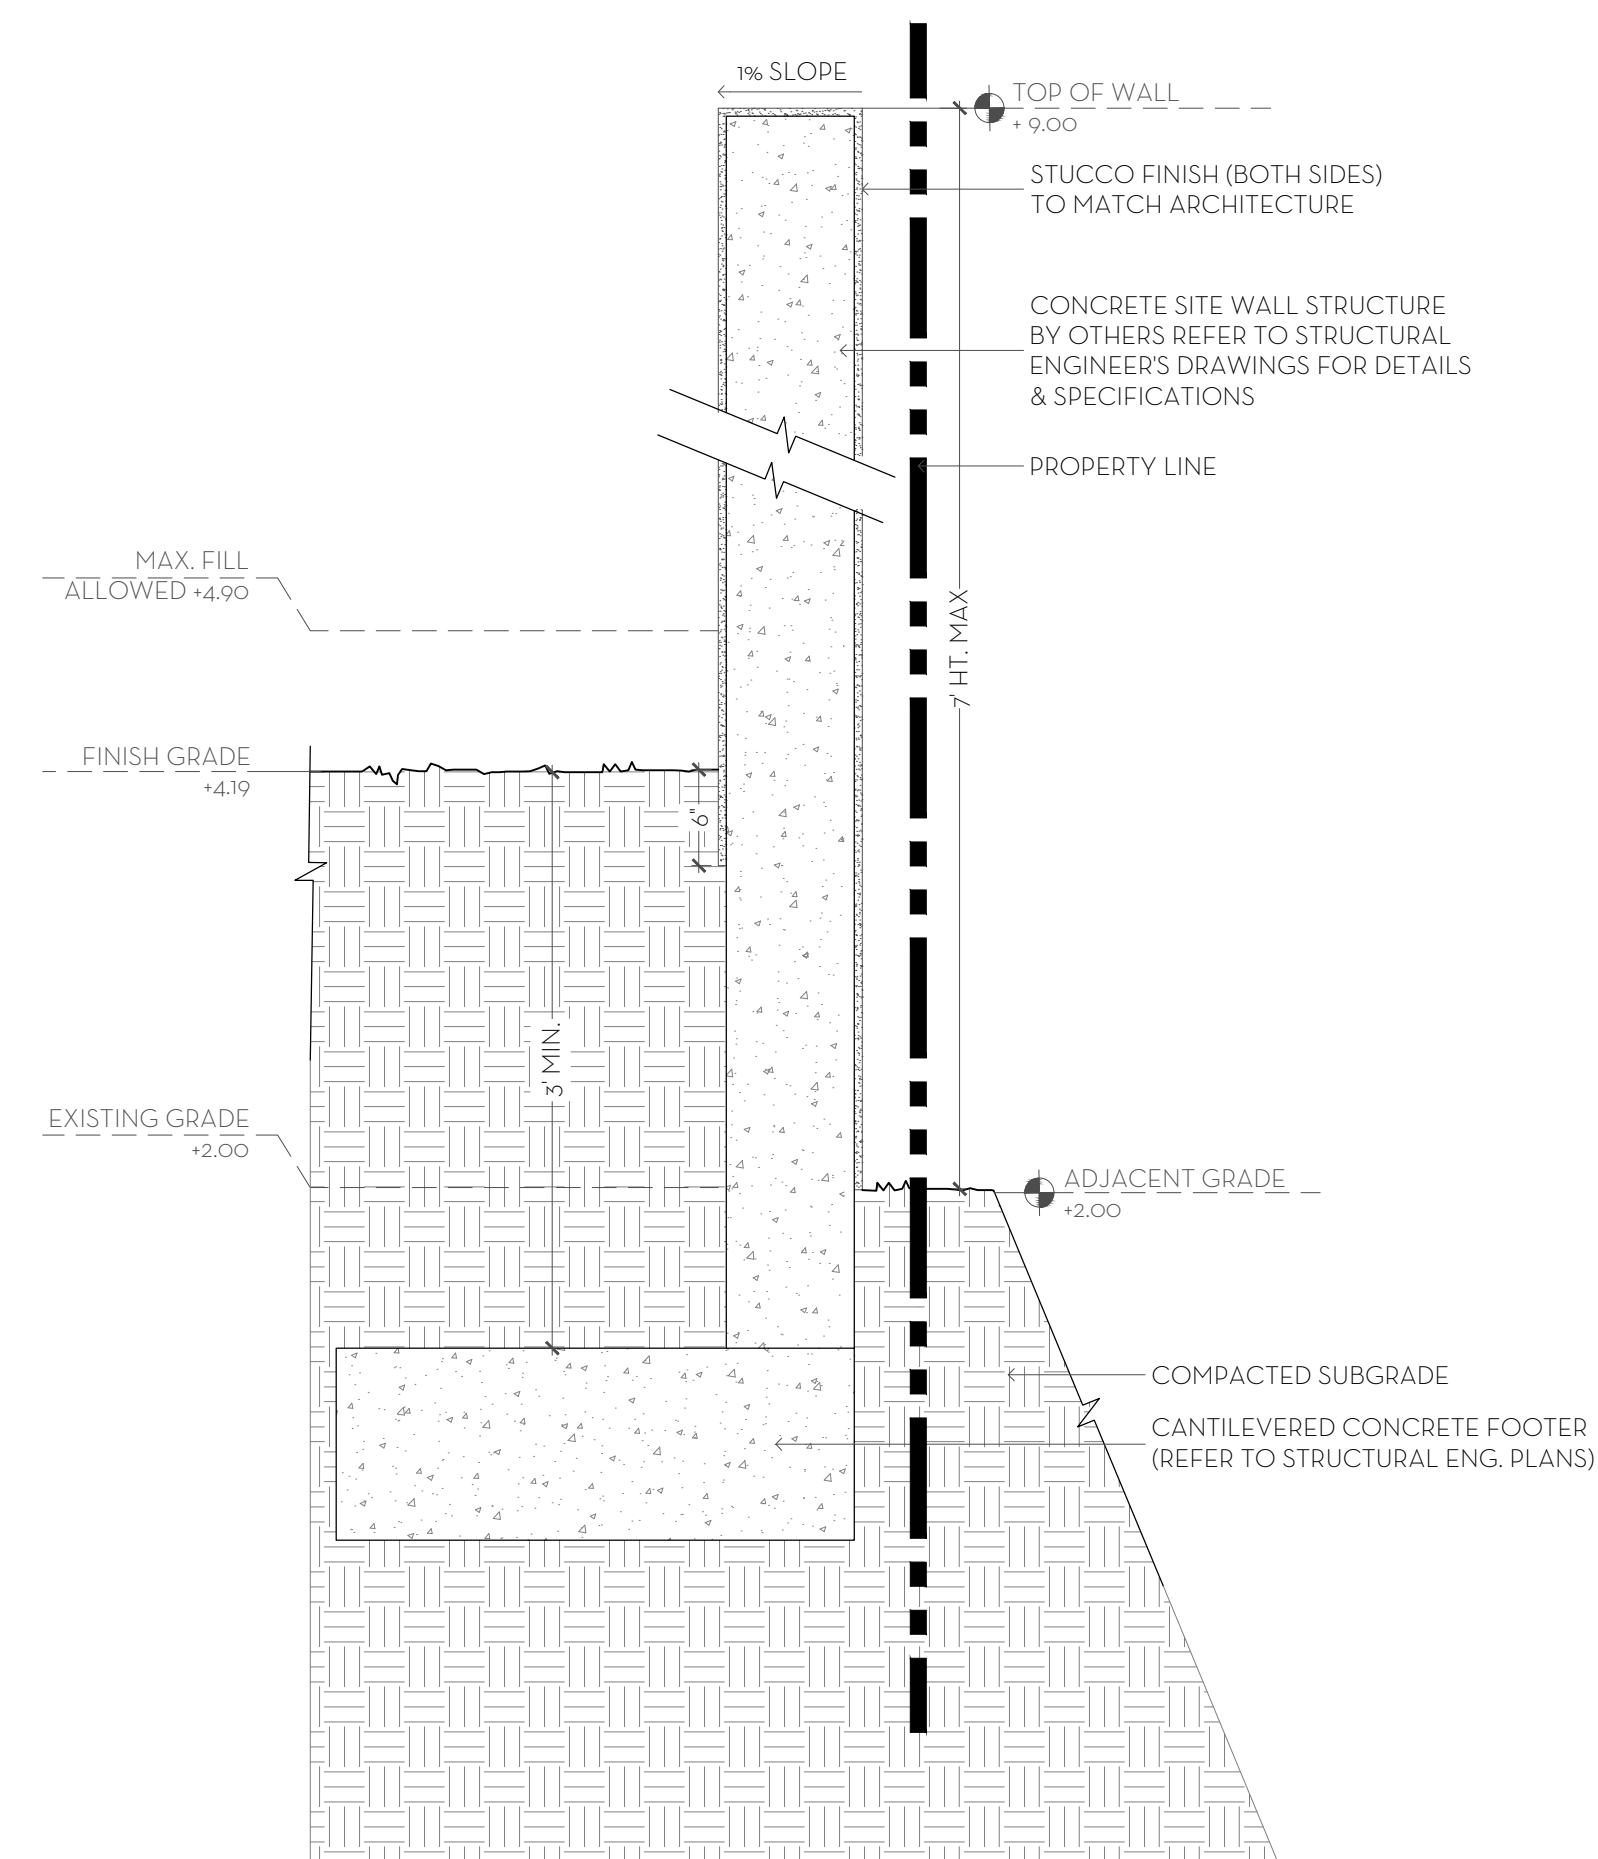 1% SLOPE
TOP OF WALL
+ 9.00
STUCCO FINISH (BOTH SIDES)
TO MATCH ARCHITECTURE
CONCRETE SITE WALL STRUCTURE
BY OTHERS REFER TO STRUCTURAL
ENGINEER'S DRAWINGS FOR DETAILS
& SPECIFICATIONS
PROPERTY LINE
MAX. FILL
ALLOWED +4.90
7' HT. MAX
FINISH GRADE
+4.19
6"
3' MIN.
EXISTING GRADE
+2.00
ADJACENT GRADE
+2.00
COMPACTED SUBGRADE
CANTILEVERED CONCRETE FOOTER
(REFER TO STRUCTURAL ENG. PLANS)